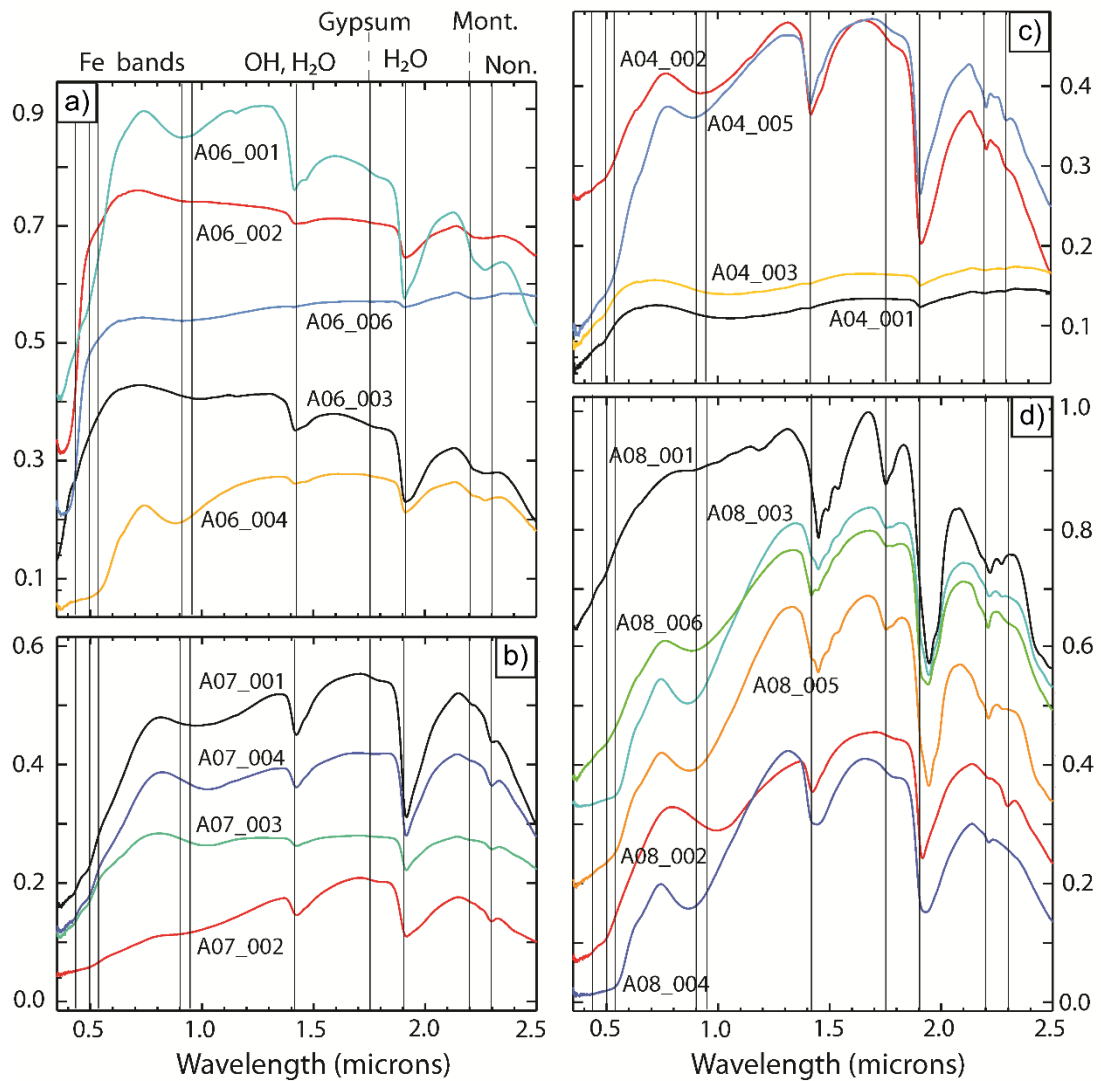 Gypsum Mont.
Fe bands OH, H₂O H₂O Non.
a)
0.9
0.7
0.5
0.3
0.1
A06_001
A06_002
A06_006
A06_003
A06_004
b)
0.6
0.4
0.2
0.0
A07_001
A07_004
A07_003
A07_002
0.5 1.0 1.5 2.0 2.5
Wavelength (microns)
c)
0.4
0.3
0.2
0.1
A04_002
A04_005
A04_003
A04_001
d)
1.0
0.8
0.6
0.4
0.2
0.0
A08_001
A08_003
A08_006
A08_005
A08_002
A08_004
0.5 1.0 1.5 2.0 2.5
Wavelength (microns)